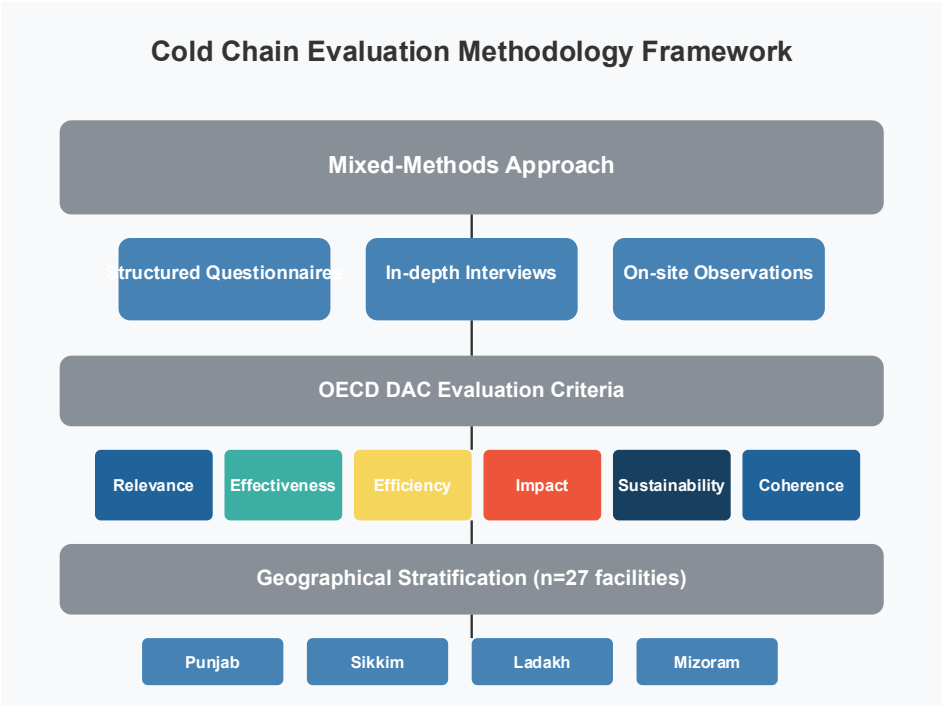 Cold Chain Evaluation Methodology Framework
Mixed-Methods Approach
Structured Questionnaires
In-depth Interviews
On-site Observations
OECD DAC Evaluation Criteria
Relevance
Effectiveness
Efficiency
Impact
Sustainability
Coherence
Geographical Stratification (n=27 facilities)
Punjab
Sikkim
Ladakh
Mizoram